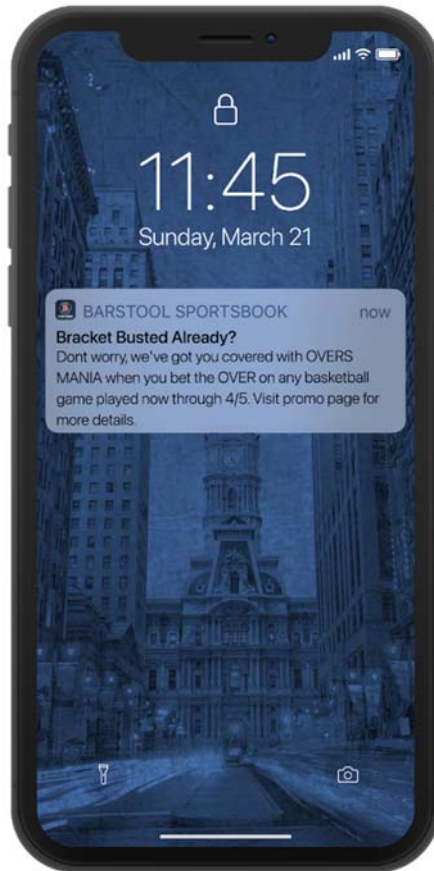 11:45
Sunday, March 21
BARSTOOL SPORTSBOOK now
Bracket Busted Already?
Dont worry, we've got you covered with OVERS
MANIA when you bet the OVER on any basketball
game played now through 4/5. Visit promo page for
more details.